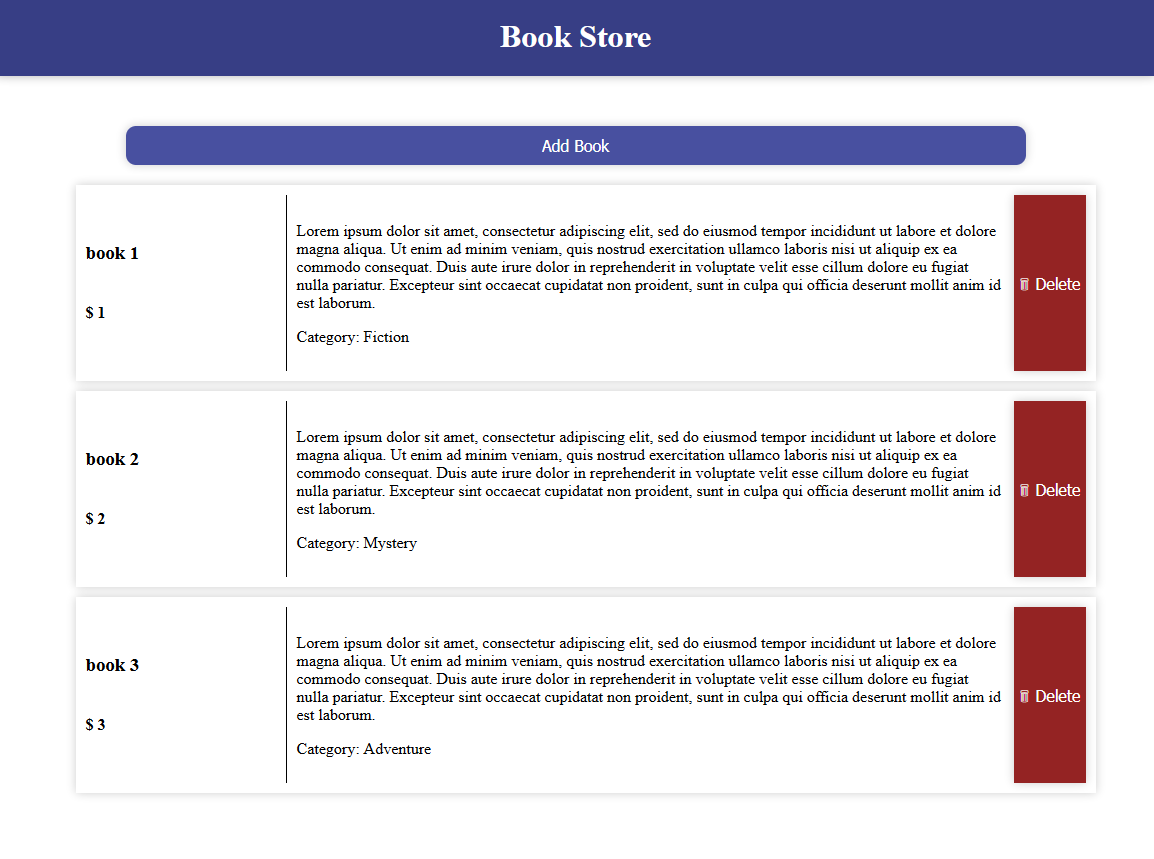 Book Store
Add Book
book 1
$ 1
Lorem ipsum dolor sit amet, consectetur adipiscing elit, sed do eiusmod tempor incididunt ut labore et dolore
magna aliqua. Ut enim ad minim veniam, quis nostrud exercitation ullamco laboris nisi ut aliquip ex ea
commodo consequat. Duis aute irure dolor in reprehenderit in voluptate velit esse cillum dolore eu fugiat
nulla pariatur. Excepteur sint occaecat cupidatat non proident, sunt in culpa qui officia deserunt mollit anim id
est laborum.
Category: Fiction
Delete
book 2
$ 2
Lorem ipsum dolor sit amet, consectetur adipiscing elit, sed do eiusmod tempor incididunt ut labore et dolore
magna aliqua. Ut enim ad minim veniam, quis nostrud exercitation ullamco laboris nisi ut aliquip ex ea
commodo consequat. Duis aute irure dolor in reprehenderit in voluptate velit esse cillum dolore eu fugiat
nulla pariatur. Excepteur sint occaecat cupidatat non proident, sunt in culpa qui officia deserunt mollit anim id
est laborum.
Category: Mystery
Delete
book 3
$ 3
Lorem ipsum dolor sit amet, consectetur adipiscing elit, sed do eiusmod tempor incididunt ut labore et dolore
magna aliqua. Ut enim ad minim veniam, quis nostrud exercitation ullamco laboris nisi ut aliquip ex ea
commodo consequat. Duis aute irure dolor in reprehenderit in voluptate velit esse cillum dolore eu fugiat
nulla pariatur. Excepteur sint occaecat cupidatat non proident, sunt in culpa qui officia deserunt mollit anim id
est laborum.
Category: Adventure
Delete